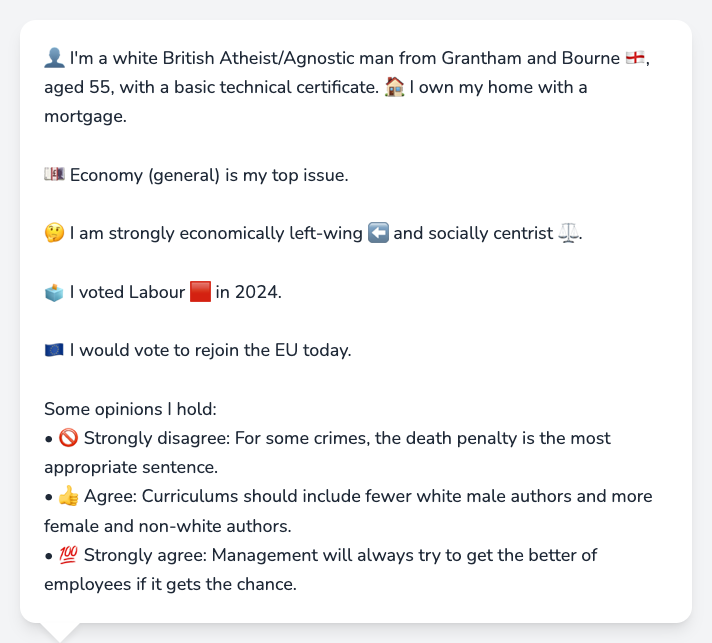 👤 I'm a white British Atheist/Agnostic man from Grantham and Bourne 🏴󠁧󠁢󠁥󠁮󠁧󠁿,
aged 55, with a basic technical certificate. 🏠 I own my home with a
mortgage.
💷 Economy (general) is my top issue.
🤔 I am strongly economically left-wing ⬅️ and socially centrist ⚖️.
🗳️ I voted Labour 🟥 in 2024.
🇪🇺 I would vote to rejoin the EU today.
Some opinions I hold:
• 🚫 Strongly disagree: For some crimes, the death penalty is the most
appropriate sentence.
• 👍 Agree: Curriculums should include fewer white male authors and more
female and non-white authors.
• 💯 Strongly agree: Management will always try to get the better of
employees if it gets the chance.